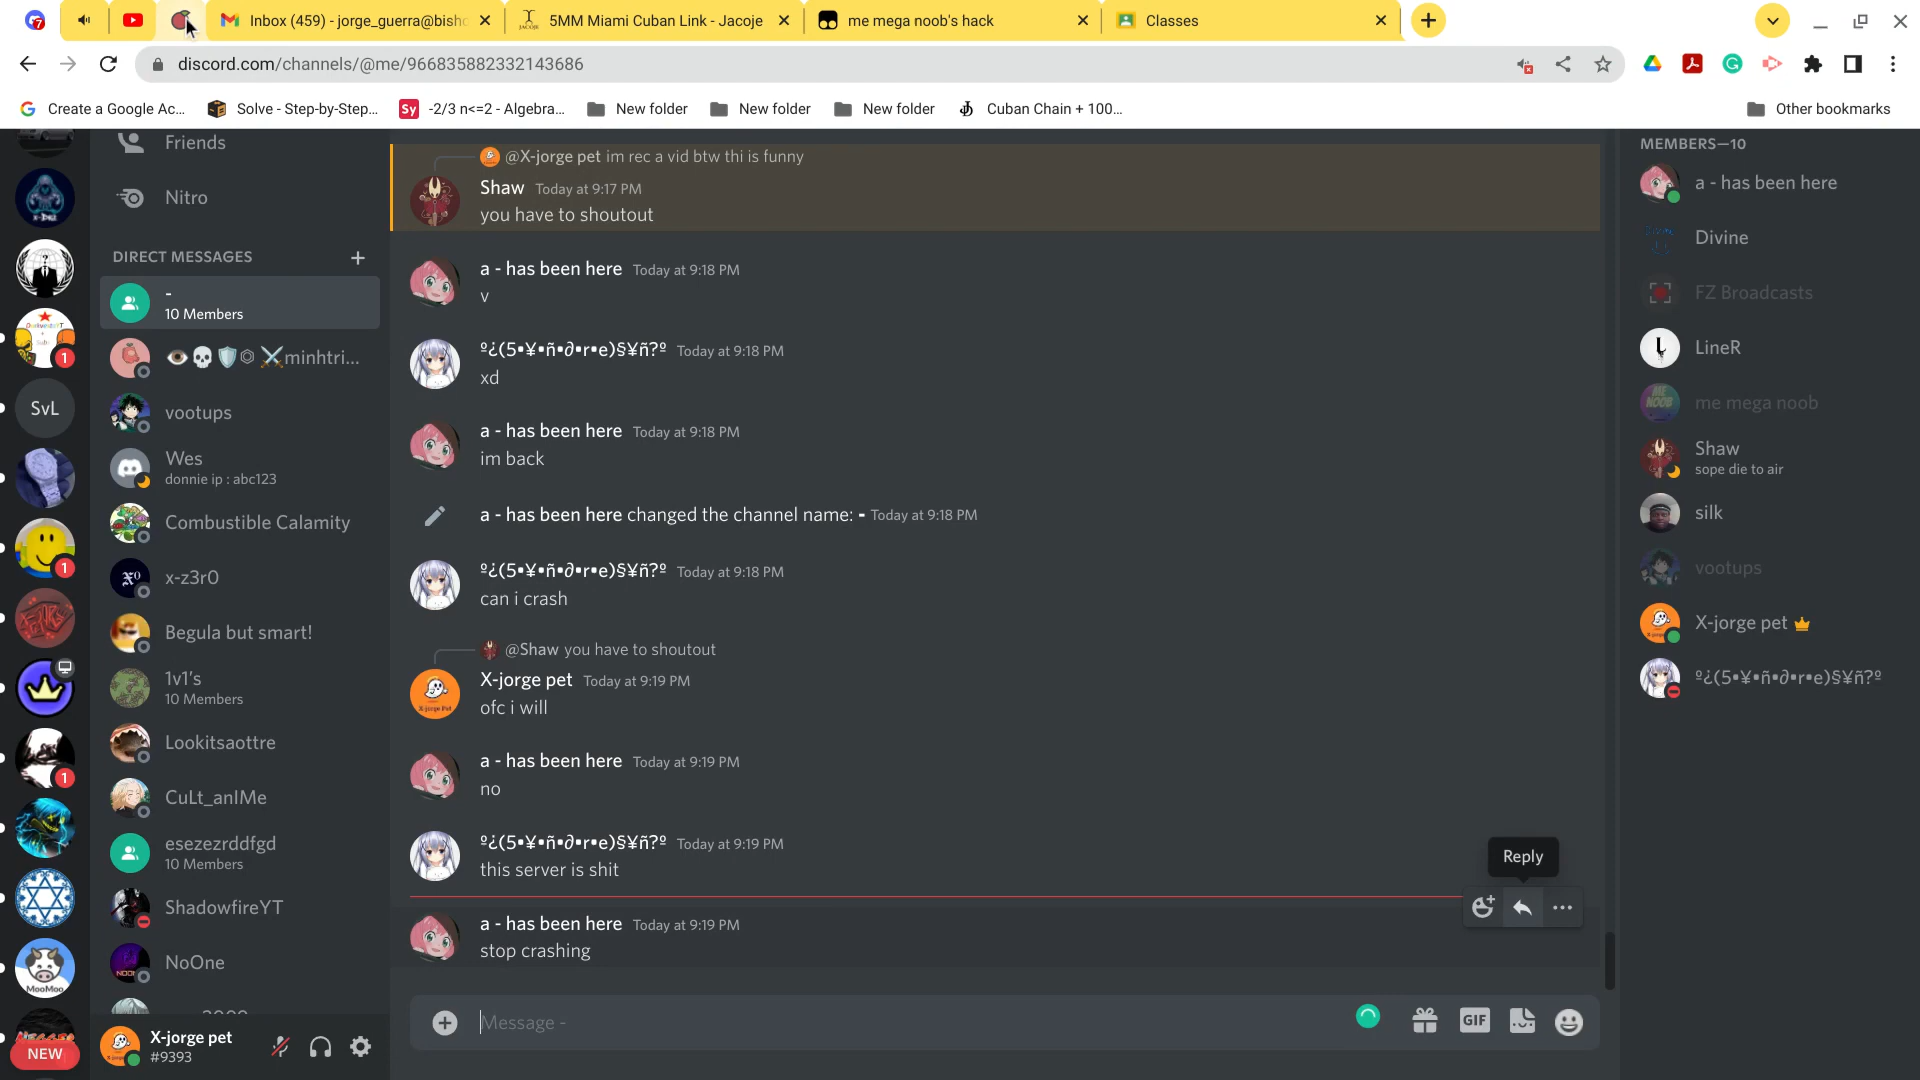 Inbox (459) - jorge_guerra@bish
5MM Miami Cuban Link - Jacoje
me mega noob's hack
Classes
discord.com/channels/@me/966835882332143686
Create a Google Ac...
Solve - Step-by-Step...
Sy
-2/3 n<=2 - Algebra...
New folder
New folder
New folder
Cuban Chain + 100...
Other bookmarks
1
SvL
1
1
MooMoo
NEW
Friends
Nitro
DIRECT MESSAGES
-
10 Members
👁💀🛡⚙⚔minhtri...
vootups
Wes
donnie ip : abc123
Combustible Calamity
x-z3r0
Begula but smart!
1v1's
10 Members
Lookitsaottre
CuLt_anIMe
esezezrddfgd
10 Members
ShadowfireYT
NoOne
X-jorge pet
#9393
@X-jorge pet im rec a vid btw thi is funny
Shaw Today at 9:17 PM
you have to shoutout
a - has been here Today at 9:18 PM
v
º¿(5•¥•ñ•∂•r•e)§¥ñ?º Today at 9:18 PM
xd
a - has been here Today at 9:18 PM
im back
a - has been here changed the channel name: - Today at 9:18 PM
º¿(5•¥•ñ•∂•r•e)§¥ñ?º Today at 9:18 PM
can i crash
@Shaw you have to shoutout
X-jorge pet Today at 9:19 PM
ofc i will
a - has been here Today at 9:19 PM
no
º¿(5•¥•ñ•∂•r•e)§¥ñ?º Today at 9:19 PM
this server is shit
Reply
a - has been here Today at 9:19 PM
stop crashing
Message -
GIF
MEMBERS—10
a - has been here
Divine
FZ Broadcasts
LineR
me mega noob
Shaw
sope die to air
silk
vootups
X-jorge pet
º¿(5•¥•ñ•∂•r•e)§¥ñ?º